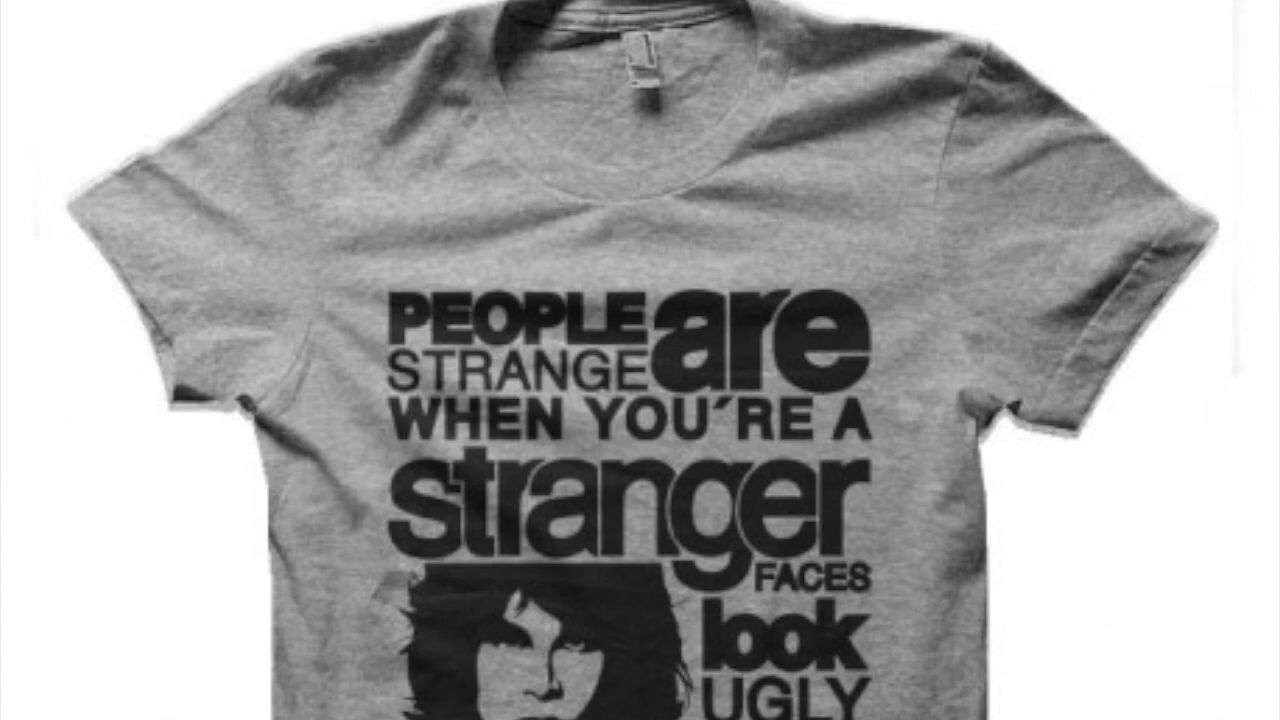 PEOPLE are
STRANGE
WHEN YOU´RE A
stranger
FACES
look
UGLY